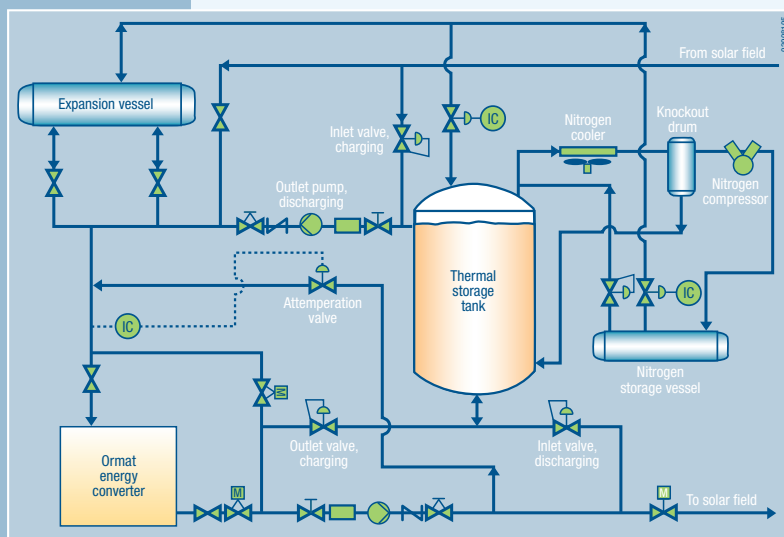 From solar field
Expansion vessel
Inlet valve,
charging
IC
Nitrogen
cooler
Knockout
drum
Nitrogen
compressor
Outlet pump,
discharging
Thermal
storage
tank
Attemperation
valve
IC
IC
Nitrogen
storage vessel
M
Outlet valve,
charging
Inlet valve,
discharging
Ormat
energy
converter
M
M
To solar field